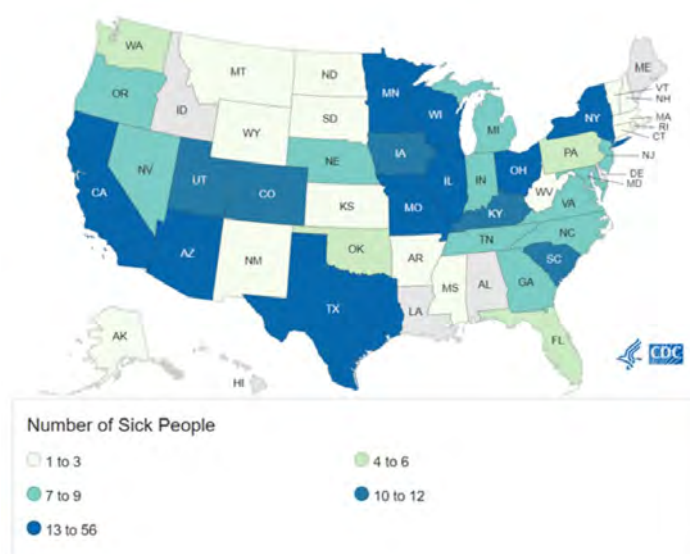 WA
ME
MT
ND
VT
MN
NH
OR
ID
SD
WI
NY
MA
WY
MI
RI
CT
IA
PA
NE
NJ
NV
OH
IL
IN
DE
UT
MD
CA
CO
WV
VA
KS
MO
KY
NC
TN
OK
AZ
NM
AR
SC
MS
AL
GA
TX
LA
AK
FL
CDC
HI
Number of Sick People
1 to 3
4 to 6
7 to 9
10 to 12
13 to 56